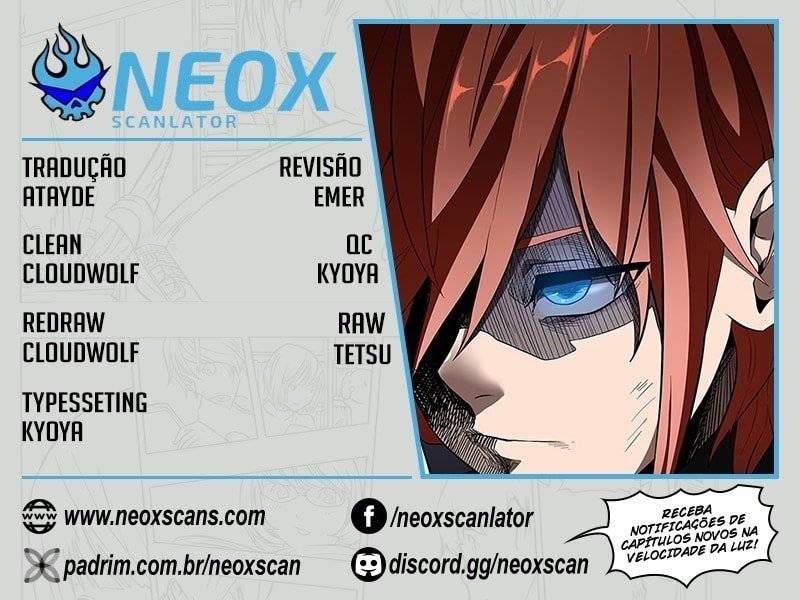 NEOX
SCANLATOR
TRADUÇÃO
ATAYDE
REVISÃO
EMER
CLEAN
CLOUDWOLF
QC
KYOYA
REDRAW
CLOUDWOLF
RAW
TETSU
TYPESSETING
KYOYA
www
www.neoxscans.com
f /neoxscanlator
padrim.com.br/neoxscan
discord.gg/neoxscan
RECEBA
NOTIFICAÇÕES DE
CAPÍTULOS NOVOS NA
VELOCIDADE DA LUZ!